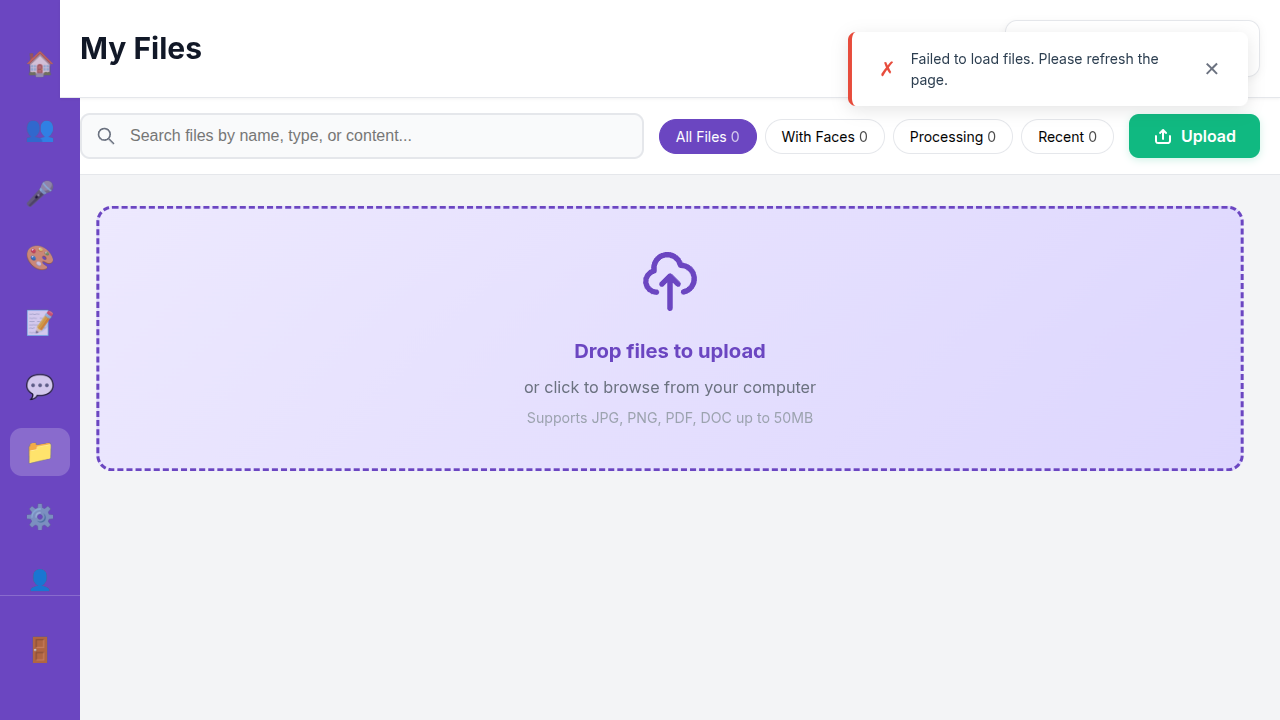 My Files
Failed to load files. Please refresh the
page.
Search files by name, type, or content...
All Files 0
With Faces 0
Processing 0
Recent 0
Upload
Drop files to upload
or click to browse from your computer
Supports JPG, PNG, PDF, DOC up to 50MB